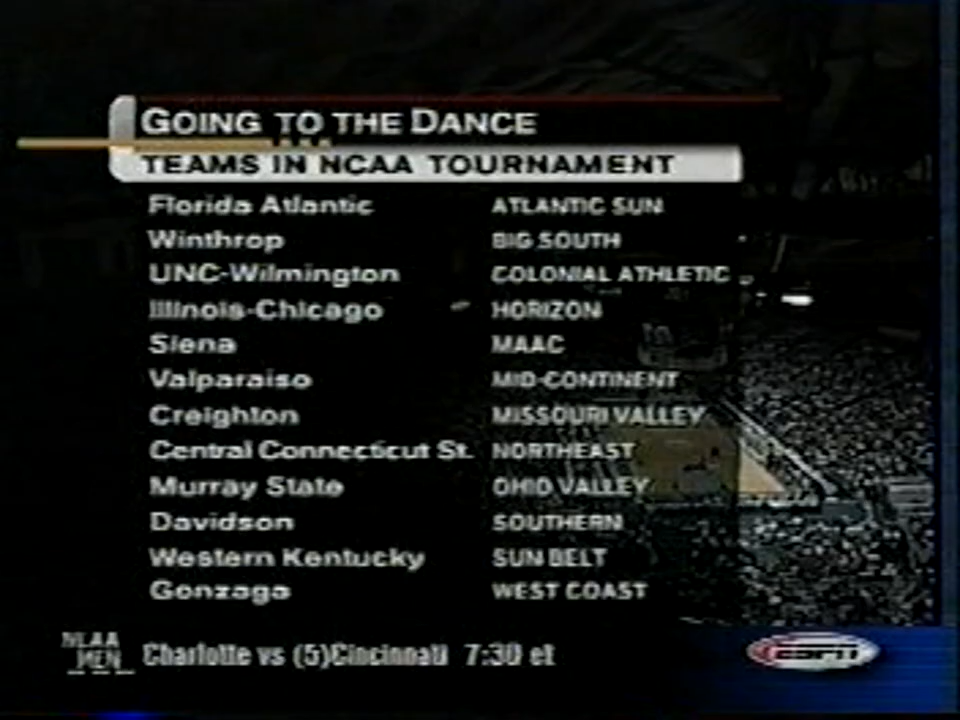 GOING TO THE DANCE
TEAMS IN NCAA TOURNAMENT
Florida Atlantic ATLANTIC SUN
Winthrop BIG SOUTH
UNC-Wilmington COLONIAL ATHLETIC
Illinois-Chicago HORIZON
Siena MAAC
Valparaiso MID-CONTINENT
Creighton MISSOURI VALLEY
Central Connecticut St. NORTHEAST
Murray State OHIO VALLEY
Davidson SOUTHERN
Western Kentucky SUN BELT
Gonzaga WEST COAST
NCAA MEN Charlotte vs (5)Cincinnati 7:30 et
ESPN